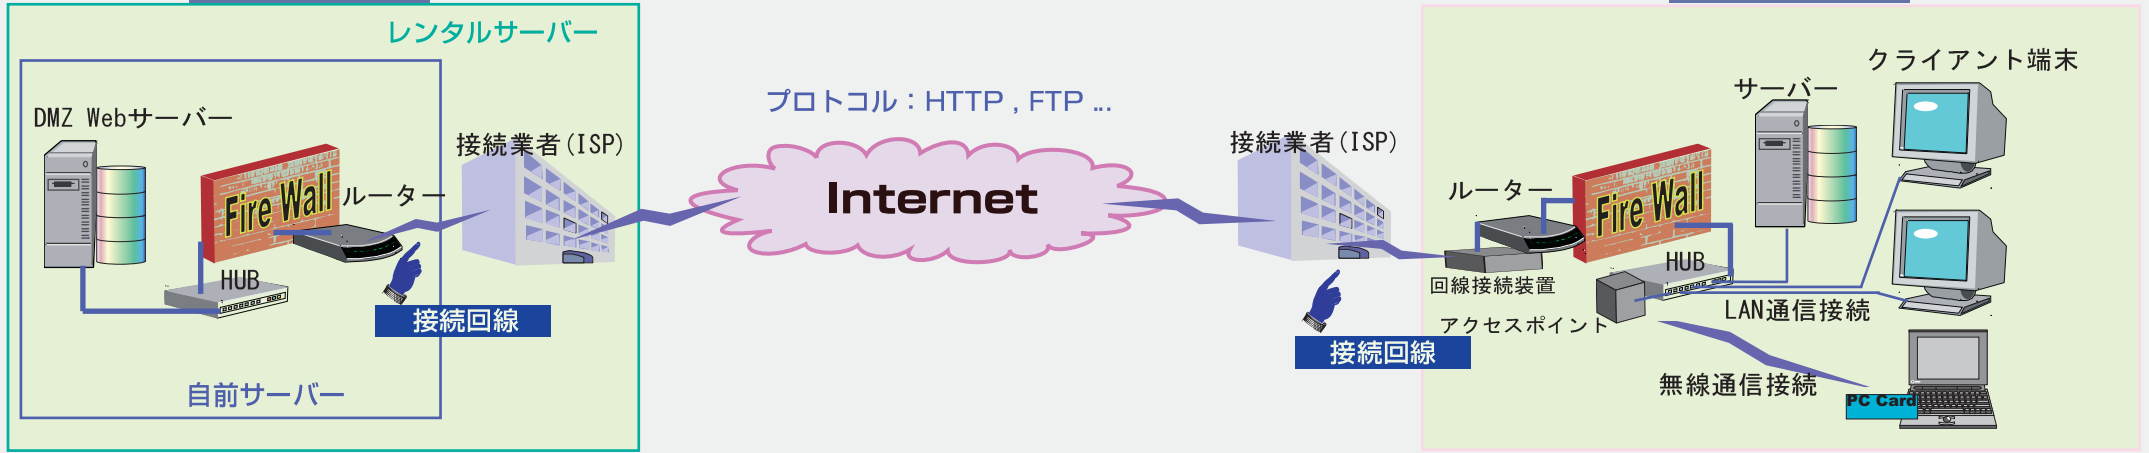 レンタルサーバー
DMZ Webサーバー
Fire Wall
ルーター
HUB
接続回線
自前サーバー
接続業者(ISP)
プロトコル：HTTP , FTP ...
Internet
接続業者(ISP)
接続回線
ルーター
回線接続装置
アクセスポイント
Fire Wall
HUB
サーバー
クライアント端末
LAN通信接続
無線通信接続
PC Card